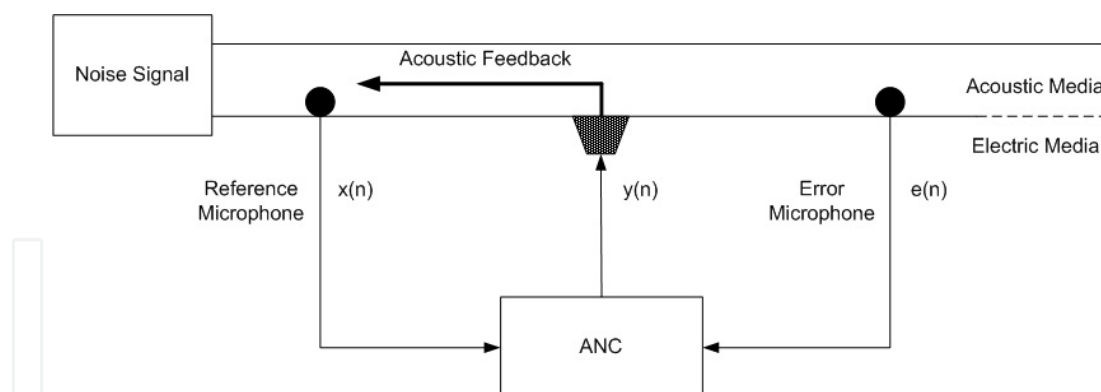 Noise Signal
Acoustic Feedback
Acoustic Media
Electric Media
Reference
Microphone
x(n)
y(n)
Error
Microphone
e(n)
ANC